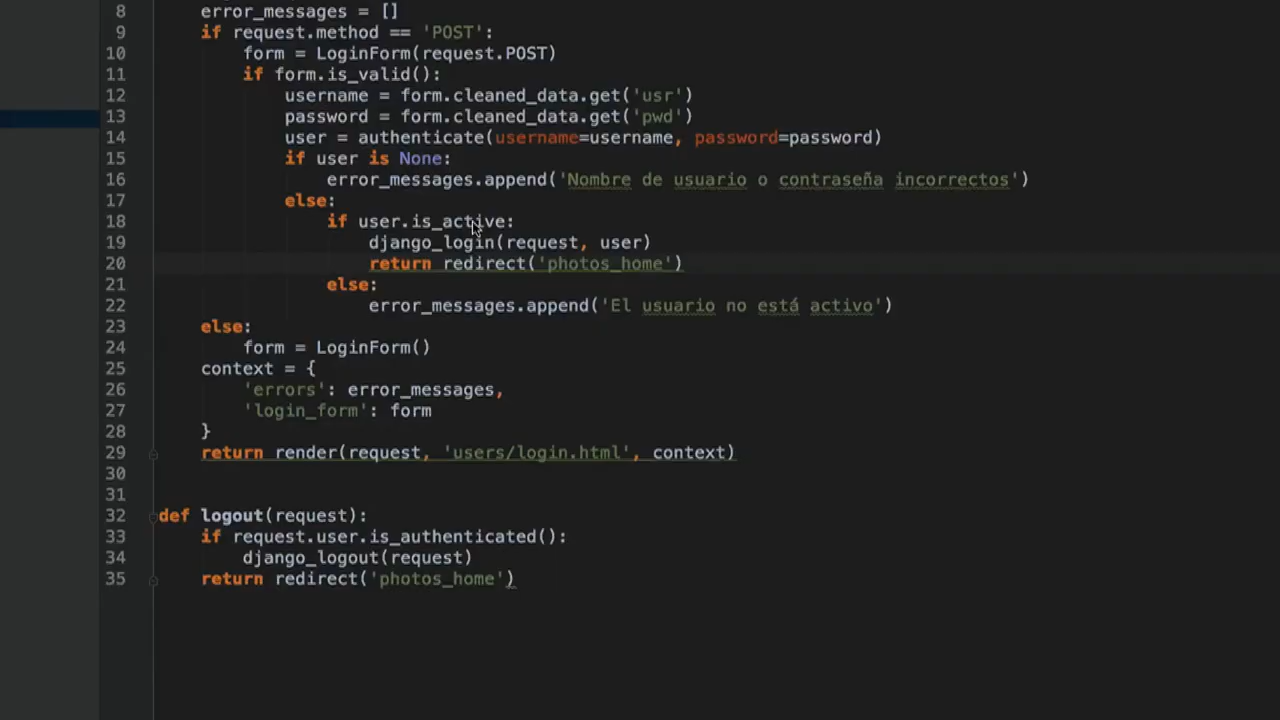 8 error_messages = []
9 if request.method == 'POST':
10 form = LoginForm(request.POST)
11 if form.is_valid():
12 username = form.cleaned_data.get('usr')
13 password = form.cleaned_data.get('pwd')
14 user = authenticate(username=username, password=password)
15 if user is None:
16 error_messages.append('Nombre de usuario o contraseña incorrectos')
17 else:
18 if user.is_active:
19 django_login(request, user)
20 return redirect('photos_home')
21 else:
22 error_messages.append('El usuario no está activo')
23 else:
24 form = LoginForm()
25 context = {
26 'errors': error_messages,
27 'login_form': form
28 }
29 return render(request, 'users/login.html', context)
30
31
32 def logout(request):
33 if request.user.is_authenticated():
34 django_logout(request)
35 return redirect('photos_home')